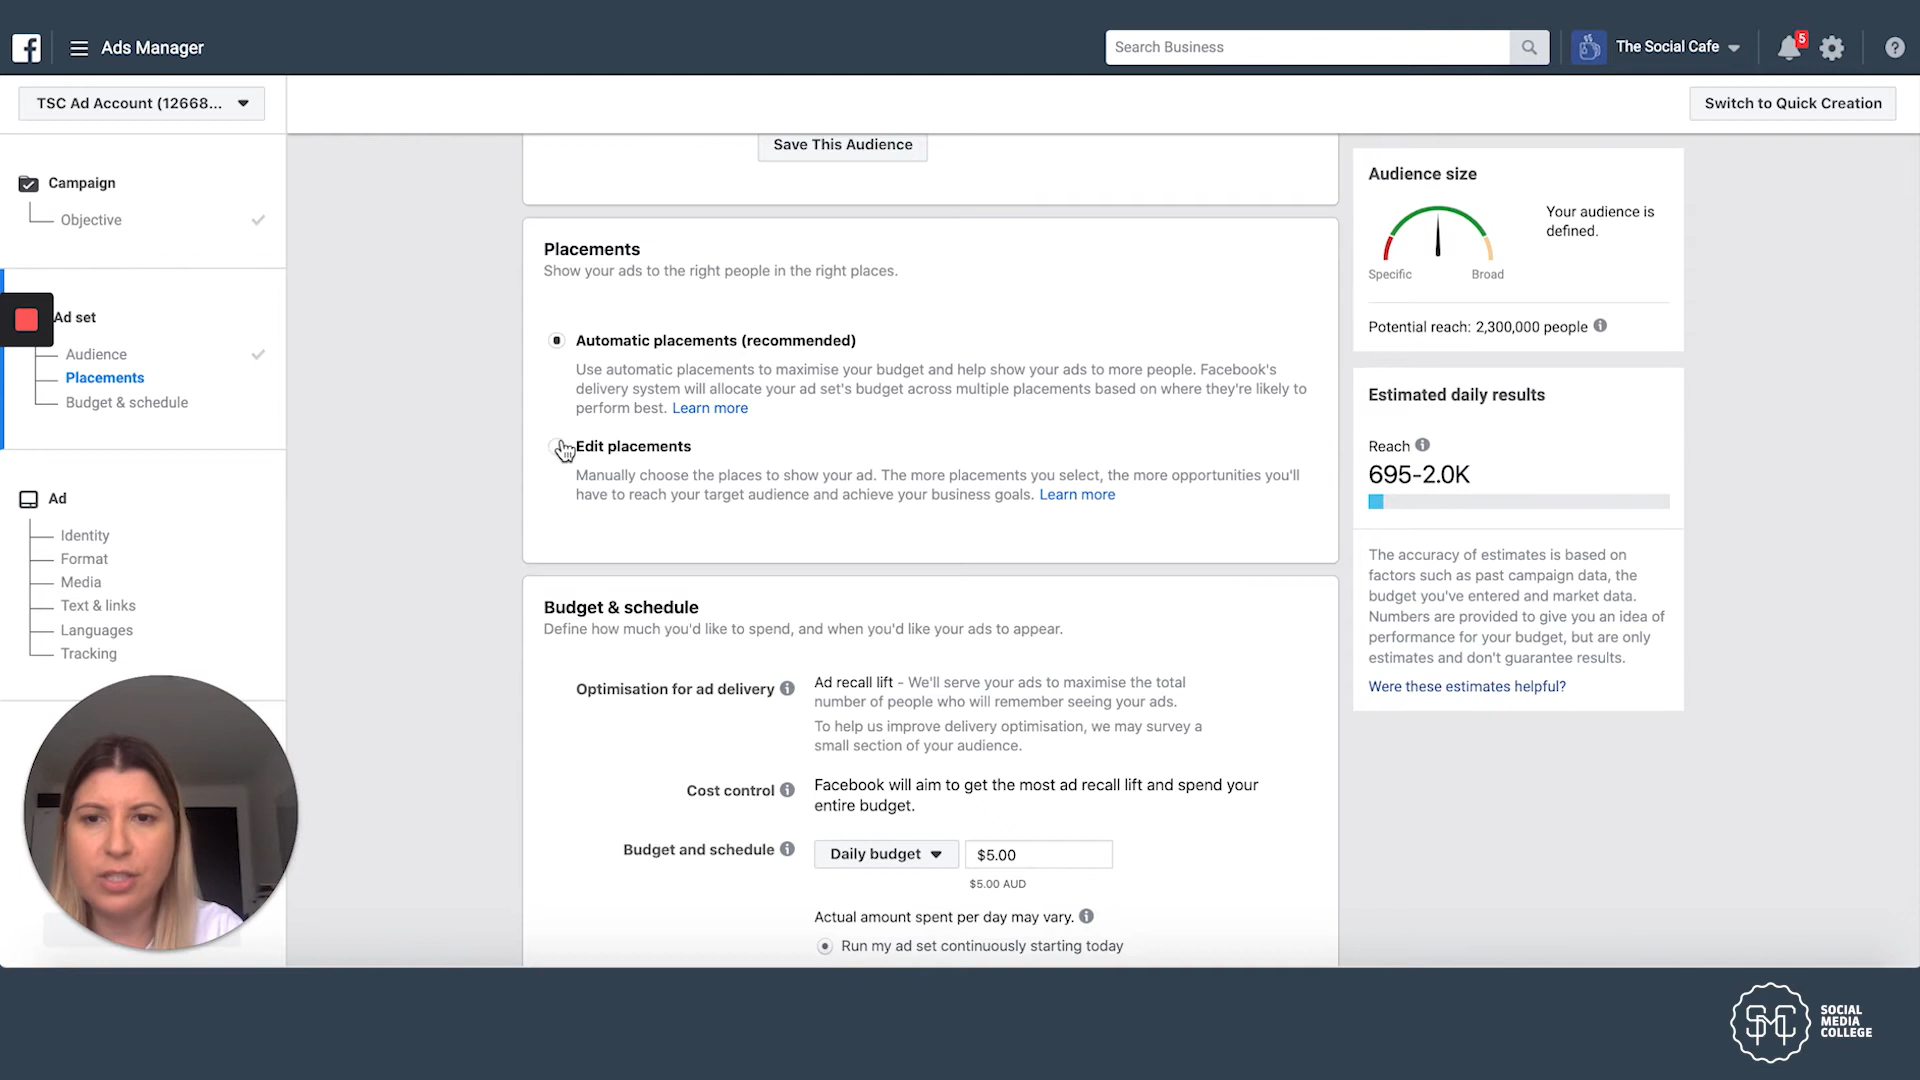 Ads Manager
Search Business
The Social Cafe
5
TSC Ad Account (12668...
Switch to Quick Creation
Campaign
Objective
Ad set
Audience
Placements
Budget & schedule
Ad
Identity
Format
Media
Text & links
Languages
Tracking
Save This Audience
Placements
Show your ads to the right people in the right places.
Automatic placements (recommended)
Use automatic placements to maximise your budget and help show your ads to more people. Facebook's
delivery system will allocate your ad set's budget across multiple placements based on where they're likely to
perform best. Learn more
Edit placements
Manually choose the places to show your ad. The more placements you select, the more opportunities you'll
have to reach your target audience and achieve your business goals. Learn more
Budget & schedule
Define how much you'd like to spend, and when you'd like your ads to appear.
Optimisation for ad delivery
Ad recall lift - We'll serve your ads to maximise the total
number of people who will remember seeing your ads.
To help us improve delivery optimisation, we may survey a
small section of your audience.
Cost control
Facebook will aim to get the most ad recall lift and spend your
entire budget.
Budget and schedule
Daily budget
$5.00
$5.00 AUD
Actual amount spent per day may vary.
Run my ad set continuously starting today
Audience size
Your audience is
defined.
Specific
Broad
Potential reach: 2,300,000 people
Estimated daily results
Reach
695-2.0K
The accuracy of estimates is based on
factors such as past campaign data, the
budget you've entered and market data.
Numbers are provided to give you an idea of
performance for your budget, but are only
estimates and don't guarantee results.
Were these estimates helpful?
SMC
SOCIAL
MEDIA
COLLEGE